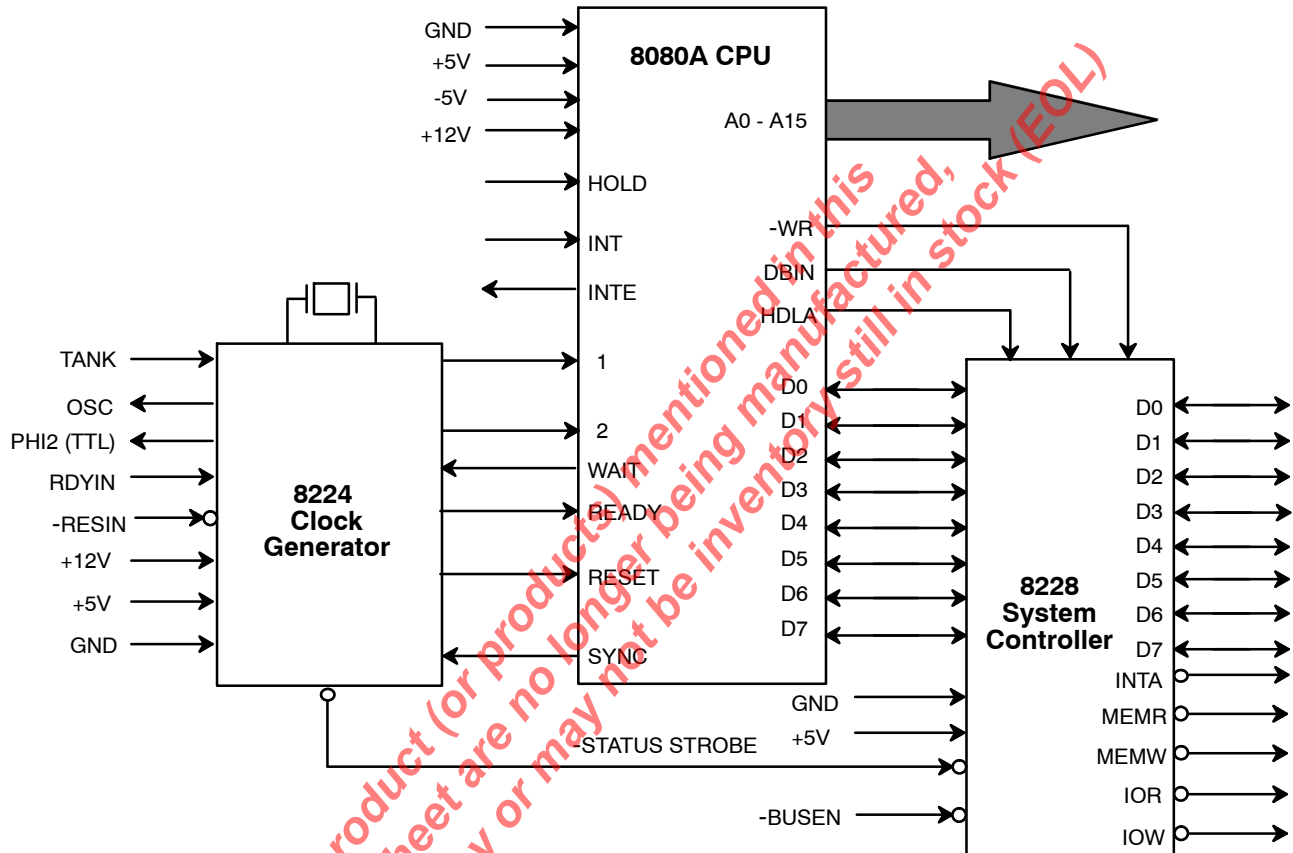 GND
+5V
-5V
+12V
HOLD
INT
INTE
8080A CPU
A0 - A15
-WR
DBIN
HDLA
1
2
WAIT
READY
RESET
SYNC
D0
D1
D2
D3
D4
D5
D6
D7
TANK
OSC
PHI2 (TTL)
RDYIN
-RESIN
+12V
+5V
GND
8224
Clock
Generator
-STATUS STROBE
GND
+5V
-BUSEN
8228
System
Controller
D0
D1
D2
D3
D4
D5
D6
D7
INTA
MEMR
MEMW
IOR
IOW
roduct (or products) mentioned in this
heet are no longer being manufactured,
y or may not be inventory still in stock (EOL)